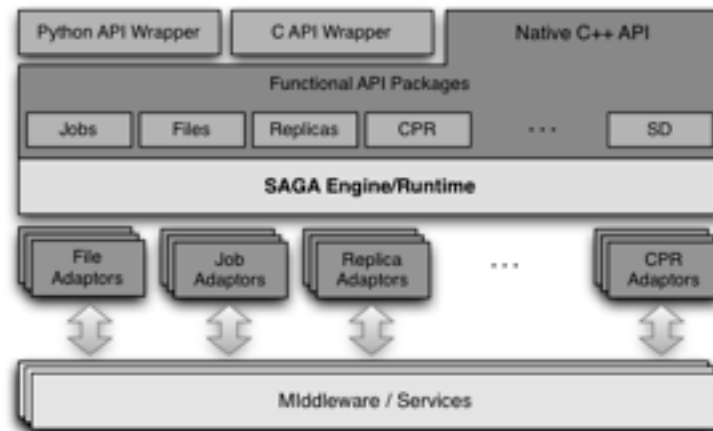 Python API Wrapper
C API Wrapper
Native C++ API
Functional API Packages
Jobs
Files
Replicas
CPR
...
SD
SAGA Engine/Runtime
File
Adaptors
Job
Adaptors
Replica
Adaptors
...
CPR
Adaptors
MIddleware / Services